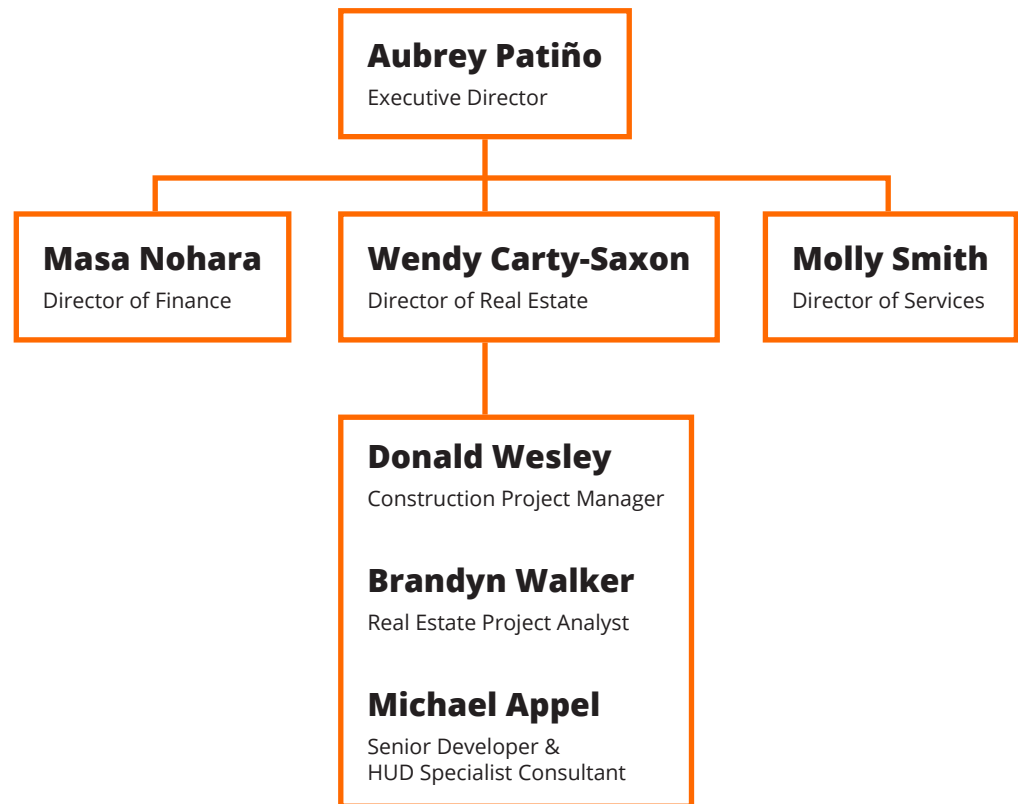 Aubrey Patiño
Executive Director
Masa Nohara
Director of Finance
Wendy Carty-Saxon
Director of Real Estate
Molly Smith
Director of Services
Donald Wesley
Construction Project Manager
Brandyn Walker
Real Estate Project Analyst
Michael Appel
Senior Developer &
HUD Specialist Consultant